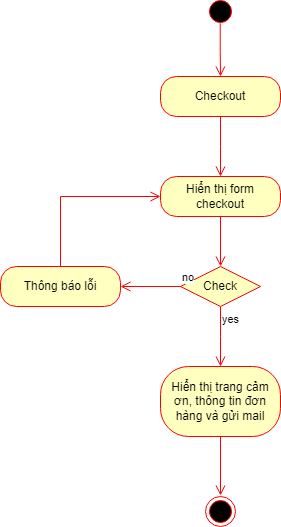 Checkout
Hiển thị form
checkout
no
Thông báo lỗi
Check
yes
Hiển thị trang cảm
ơn, thông tin đơn
hàng và gửi mail